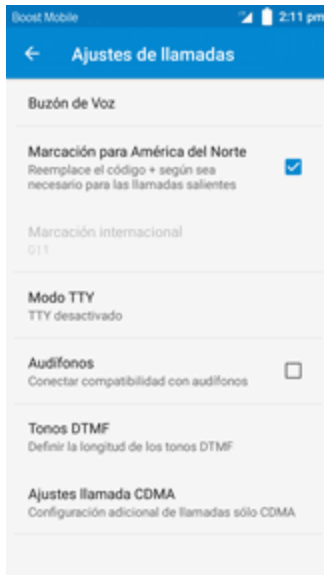 Boost Mobile 2:11 pm
Ajustes de llamadas
Buzón de Voz
Marcación para América del Norte
Reemplace el código + según sea
necesario para las llamadas salientes
Marcación internacional
011
Modo TTY
TTY desactivado
Audífonos
Conectar compatibilidad con audífonos
Tonos DTMF
Definir la longitud de los tonos DTMF
Ajustes llamada CDMA
Configuración adicional de llamadas sólo CDMA